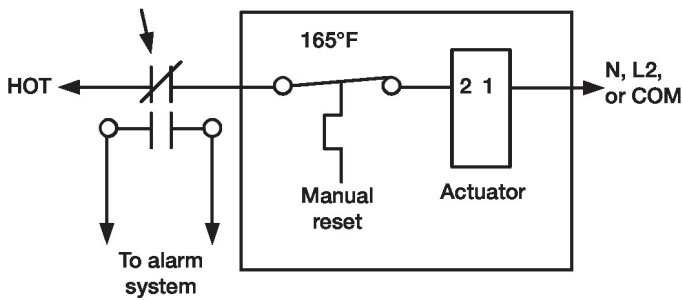 165°F
HOT
2 1
N, L2,
or COM
Manual
reset
Actuator
To alarm
system